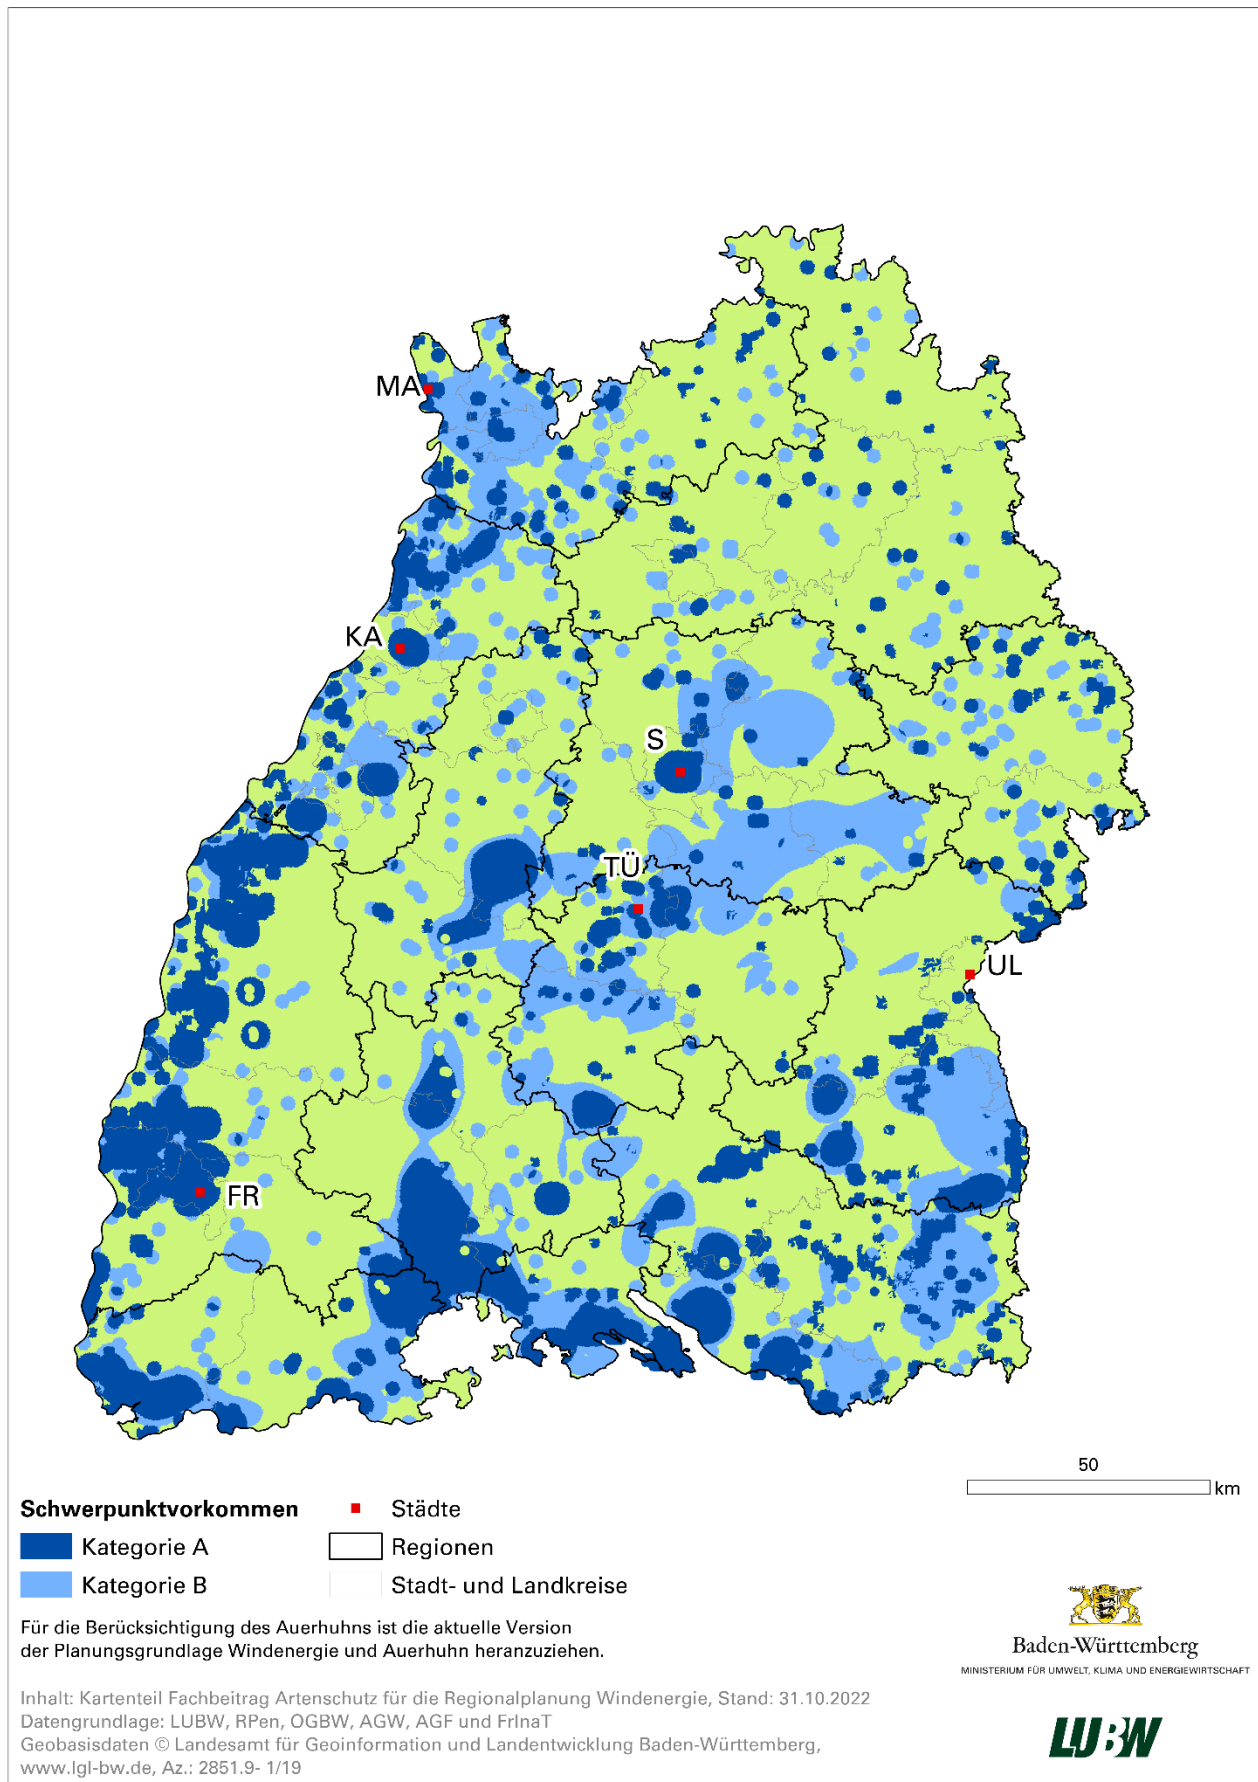 MA
KA
S
TÜ
UL
FR
50
km
Schwerpunktvorkommen
Städte
Kategorie A
Regionen
Kategorie B
Stadt- und Landkreise
Für die Berücksichtigung des Auerhuhns ist die aktuelle Version
der Planungsgrundlage Windenergie und Auerhuhn heranzuziehen.
Baden-Württemberg
MINISTERIUM FÜR UMWELT, KLIMA UND ENERGIEWIRTSCHAFT
Inhalt: Kartenteil Fachbeitrag Artenschutz für die Regionalplanung Windenergie, Stand: 31.10.2022
Datengrundlage: LUBW, RPen, OGBW, AGW, AGF und FrInaT
Geobasisdaten © Landesamt für Geoinformation und Landentwicklung Baden-Württemberg,
www.lgl-bw.de, Az.: 2851.9- 1/19
LUBW